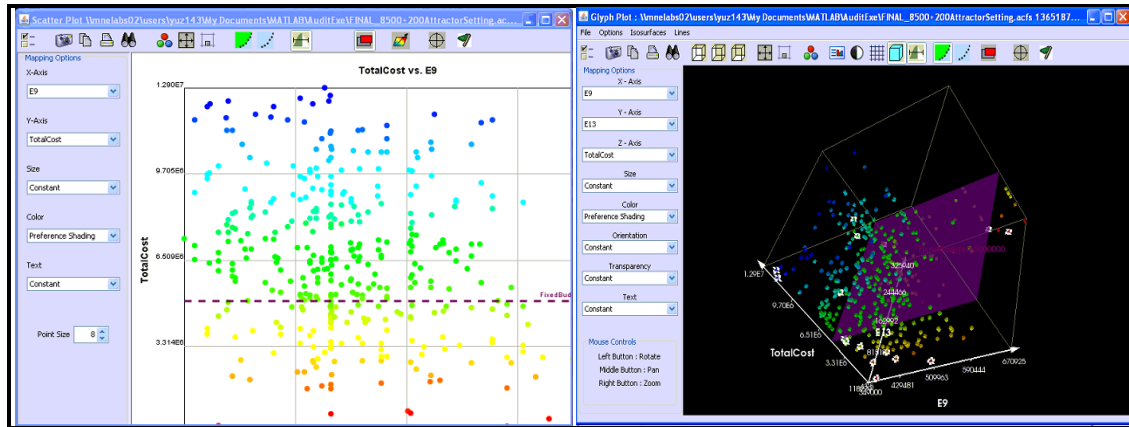 Scatter Plot \\mnelabs02\users\yuz143\My Documents\MATLAB\AuditExe\FINAL_8500+200AttractorSetting.ac...
Mapping Options
X-Axis
E9
Y-Axis
TotalCost
Size
Constant
Color
Preference Shading
Text
Constant
Point Size 8
TotalCost vs. E9
1.290E7
9.705E6
6.509E6
3.314E6
TotalCost
FixedBud
Glyph Plot : \\mnelabs02\users\yuz143\My Documents\MATLAB\AuditExe\FINAL_8500+200AttractorSetting.acfs 1365187...
File Options Isosurfaces Lines
Mapping Options
X - Axis
E9
Y - Axis
E13
Z - Axis
TotalCost
Size
Constant
Color
Preference Shading
Orientation
Constant
Transparency
Constant
Text
Constant
Mouse Controls
Left Button : Rotate
Middle Button : Pan
Right Button : Zoom
1.29E7
9.70E6
6.51E6
3.31E6
TotalCost
325940
244466
162992
E13
429481
509963
590444
670925
E9